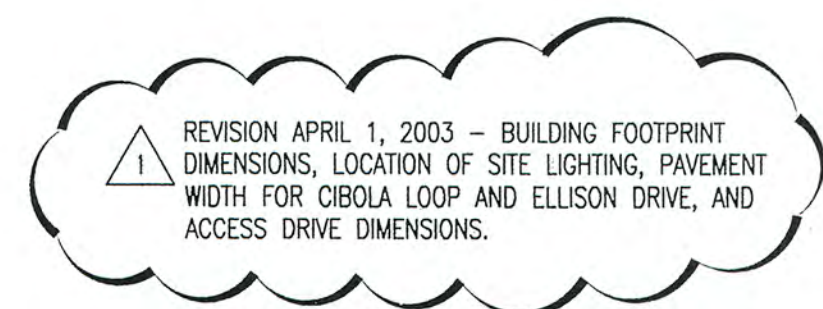 REVISION APRIL 1, 2003 – BUILDING FOOTPRINT
1 DIMENSIONS, LOCATION OF SITE LIGHTING, PAVEMENT
WIDTH FOR CIBOLA LOOP AND ELLISON DRIVE, AND
ACCESS DRIVE DIMENSIONS.